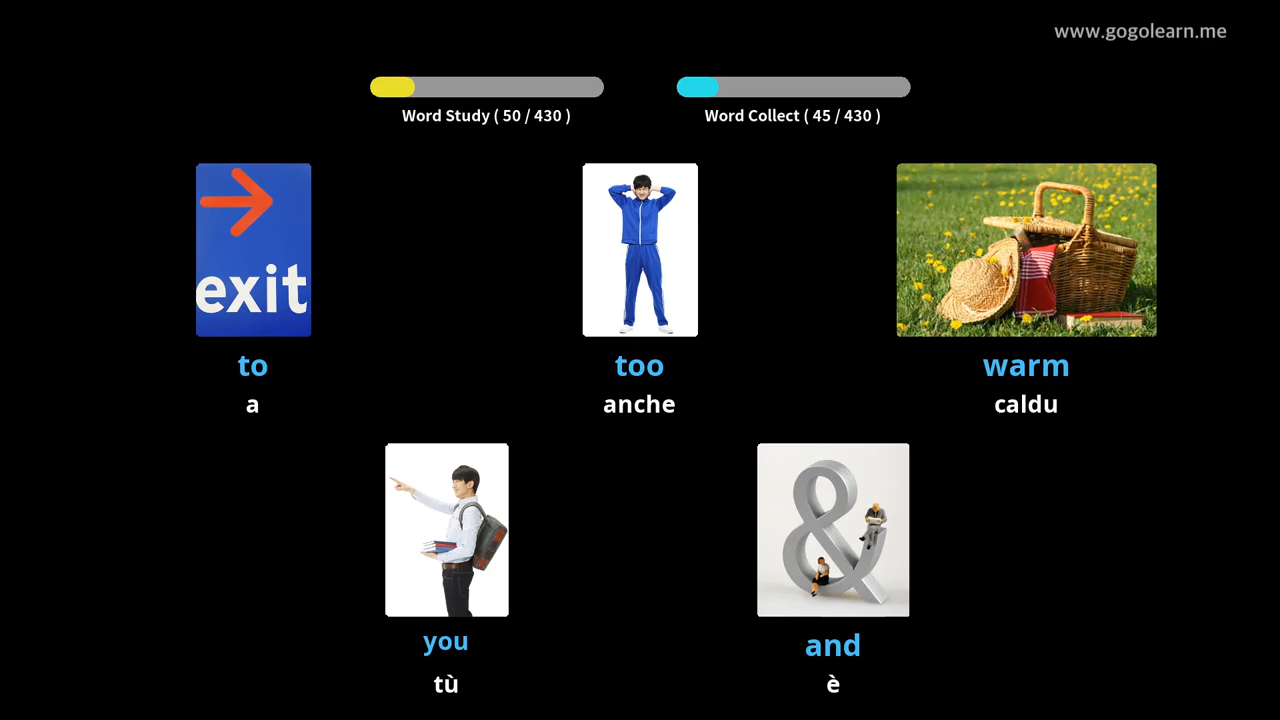 www.gogolearn.me
Word Study ( 50 / 430 )
Word Collect ( 45 / 430 )
exit
to
a
too
anche
warm
caldu
you
tù
&
and
è